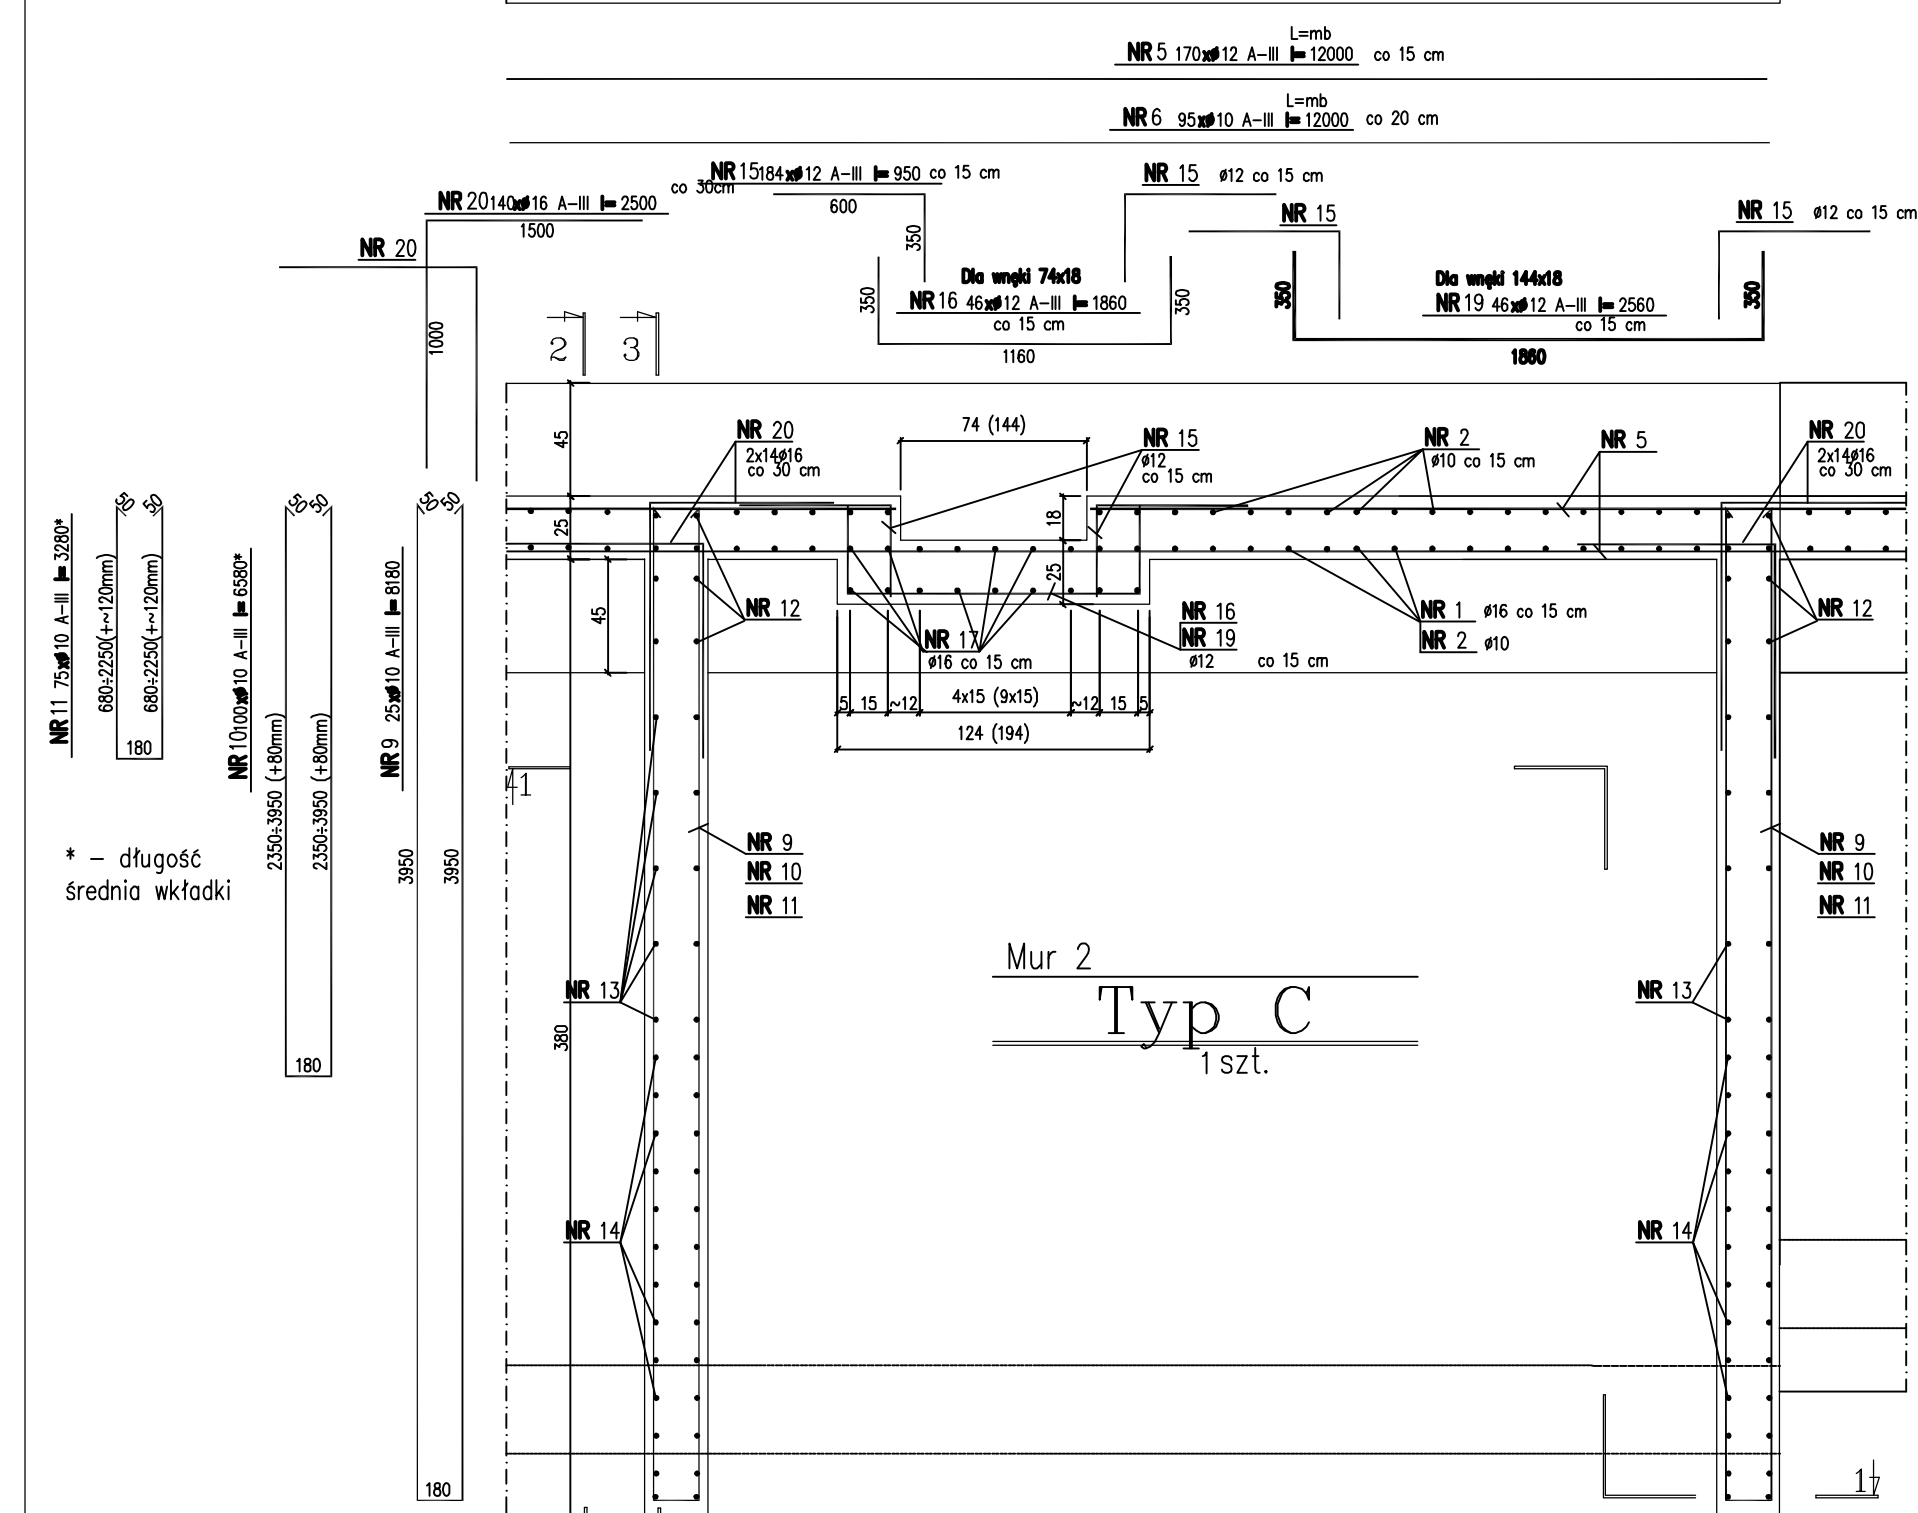 L=mb
NR 5 170xø12 A-III l=12000 co 15 cm
L=mb
NR 6 95xø10 A-III l=12000 co 20 cm
NR 15 184xø12 A-III l=950 co 15 cm
600
350
NR 15 ø12 co 15 cm
NR 20 140xø16 A-III l=2500 co 30cm
1500
1000
NR 15
NR 15 ø12 co 15 cm
NR 20
Dla wnęki 74x18
NR 16 46xø12 A-III l=1860
co 15 cm
350
350
1160
Dla wnęki 144x18
NR 19 46xø12 A-III l=2560
co 15 cm
350
350
1860
2
3
45
25
74 (144)
NR 20
2x14ø16
co 30 cm
NR 15
ø12
co 15 cm
NR 2
ø10 co 15 cm
NR 5
NR 20
2x14ø16
co 30 cm
18
25
45
NR 12
NR 17
ø16 co 15 cm
NR 16
NR 19
ø12 co 15 cm
NR 1 ø16 co 15 cm
NR 2 ø10
NR 12
5 15 ~12 4x15 (9x15) ~12 15 5
124 (194)
50 50
NR 11 75xø10 A-III l=3280*
680÷2250(+~120mm)
680÷2250(+~120mm)
180
50 50
NR 10 100xø10 A-III l=6580*
2350÷3950 (+80mm)
2350÷3950 (+80mm)
180
50 50
NR 9 25xø10 A-III l=8180
3950
3950
180
* - długość
średnia wkładki
1
NR 9
NR 10
NR 11
NR 9
NR 10
NR 11
Mur 2
Typ C
1 szt.
NR 13
380
NR 13
NR 14
NR 14
1